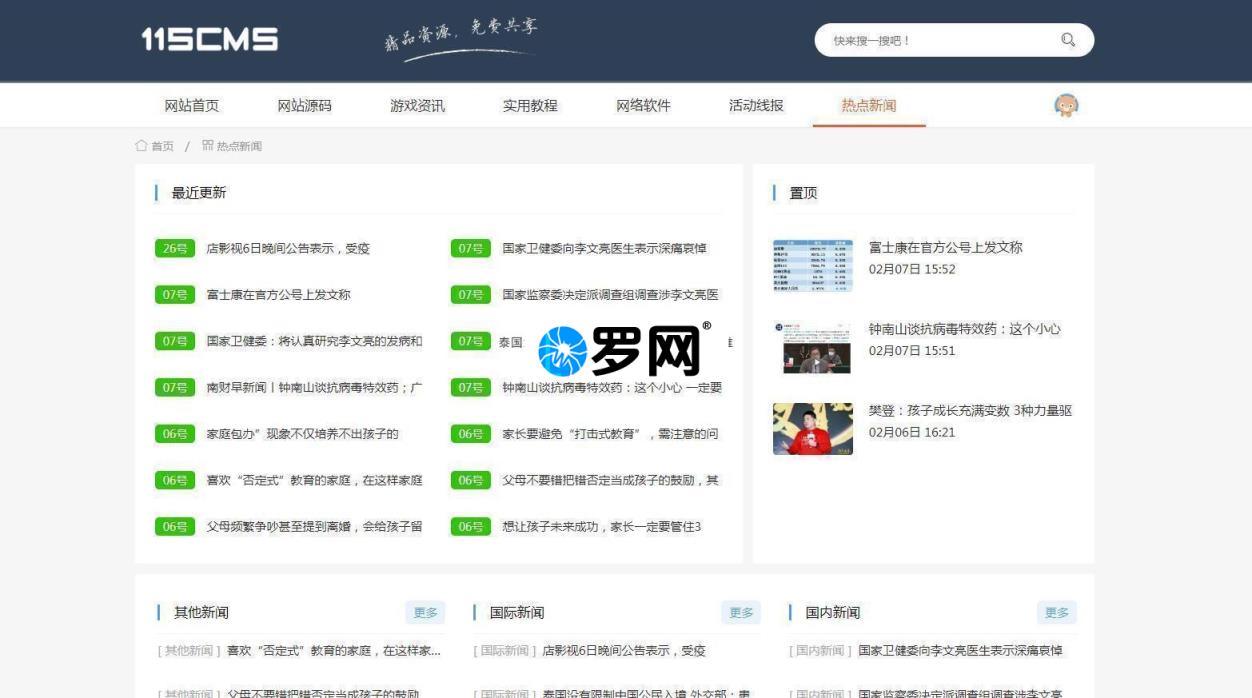 115CMS
精品资源，免费共享
快来搜一搜吧！
网站首页 网站源码 游戏资讯 实用教程 网络软件 活动线报 热点新闻
首页 / 热点新闻
最近更新
26号 店影视6日晚间公告表示，受疫
07号 国家卫健委向李文亮医生表示深痛哀悼
07号 富士康在官方公号上发文称
07号 国家监察委决定派调查组调查涉李文亮医
07号 国家卫健委：将认真研究李文亮的发病和
07号 泰国
罗网®
07号 南财早新闻丨钟南山谈抗病毒特效药；广
07号 钟南山谈抗病毒特效药：这个小心 一定要
06号 家庭包办”现象不仅培养不出孩子的
06号 家长要避免“打击式教育”，需注意的问
06号 喜欢“否定式”教育的家庭，在这样家庭
06号 父母不要错把错否定当成孩子的鼓励，其
06号 父母频繁争吵甚至提到离婚，会给孩子留
06号 想让孩子未来成功，家长一定要管住3
置顶
富士康在官方公号上发文称
02月07日 15:52
钟南山谈抗病毒特效药：这个小心
02月07日 15:51
樊登：孩子成长充满变数 3种力量驱
02月06日 16:21
其他新闻 更多
[ 其他新闻 ] 喜欢“否定式”教育的家庭，在这样家...
[ 其他新闻 ] 父母不要错把错否定当成孩子的鼓励
国际新闻 更多
[ 国际新闻 ] 店影视6日晚间公告表示，受疫
[ 国际新闻 ] 泰国没有限制中国公民入境 外交部：患
国内新闻 更多
[ 国内新闻 ] 国家卫健委向李文亮医生表示深痛哀悼
[ 国内新闻 ] 国家监察委决定派调查组调查涉李文亮